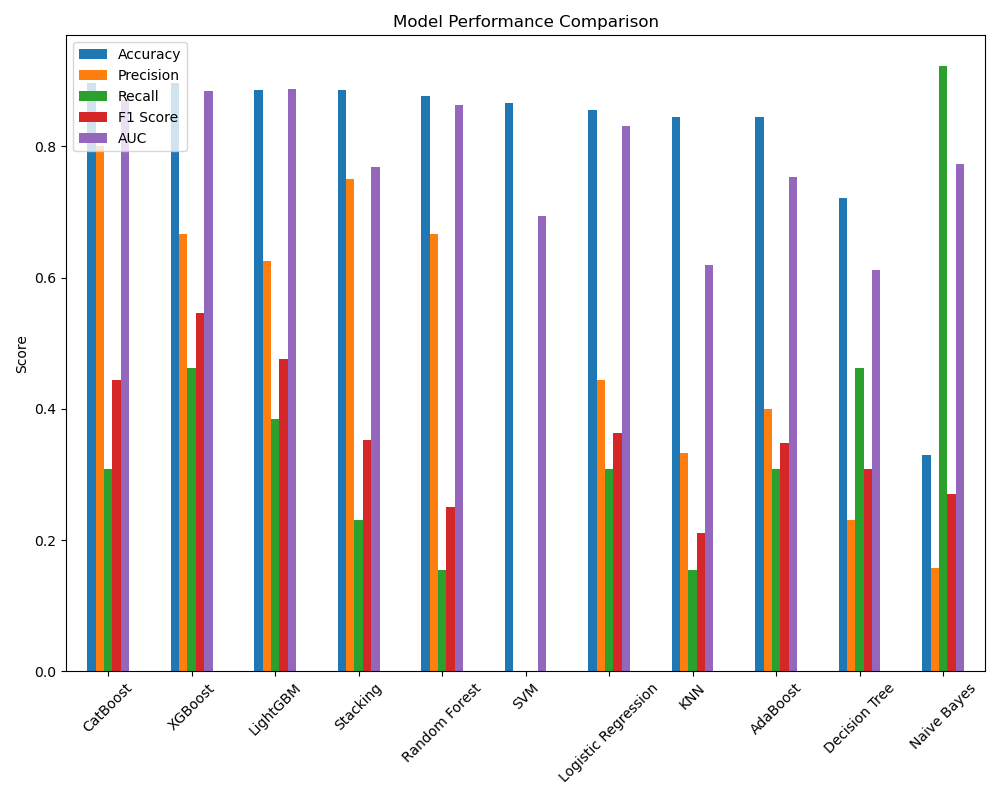 Model Performance Comparison
Accuracy
Precision
Recall
F1 Score
AUC
Score
0.8
0.6
0.4
0.2
0.0
CatBoost
XGBoost
LightGBM
Stacking
Random Forest
SVM
Logistic Regression
KNN
AdaBoost
Decision Tree
Naive Bayes